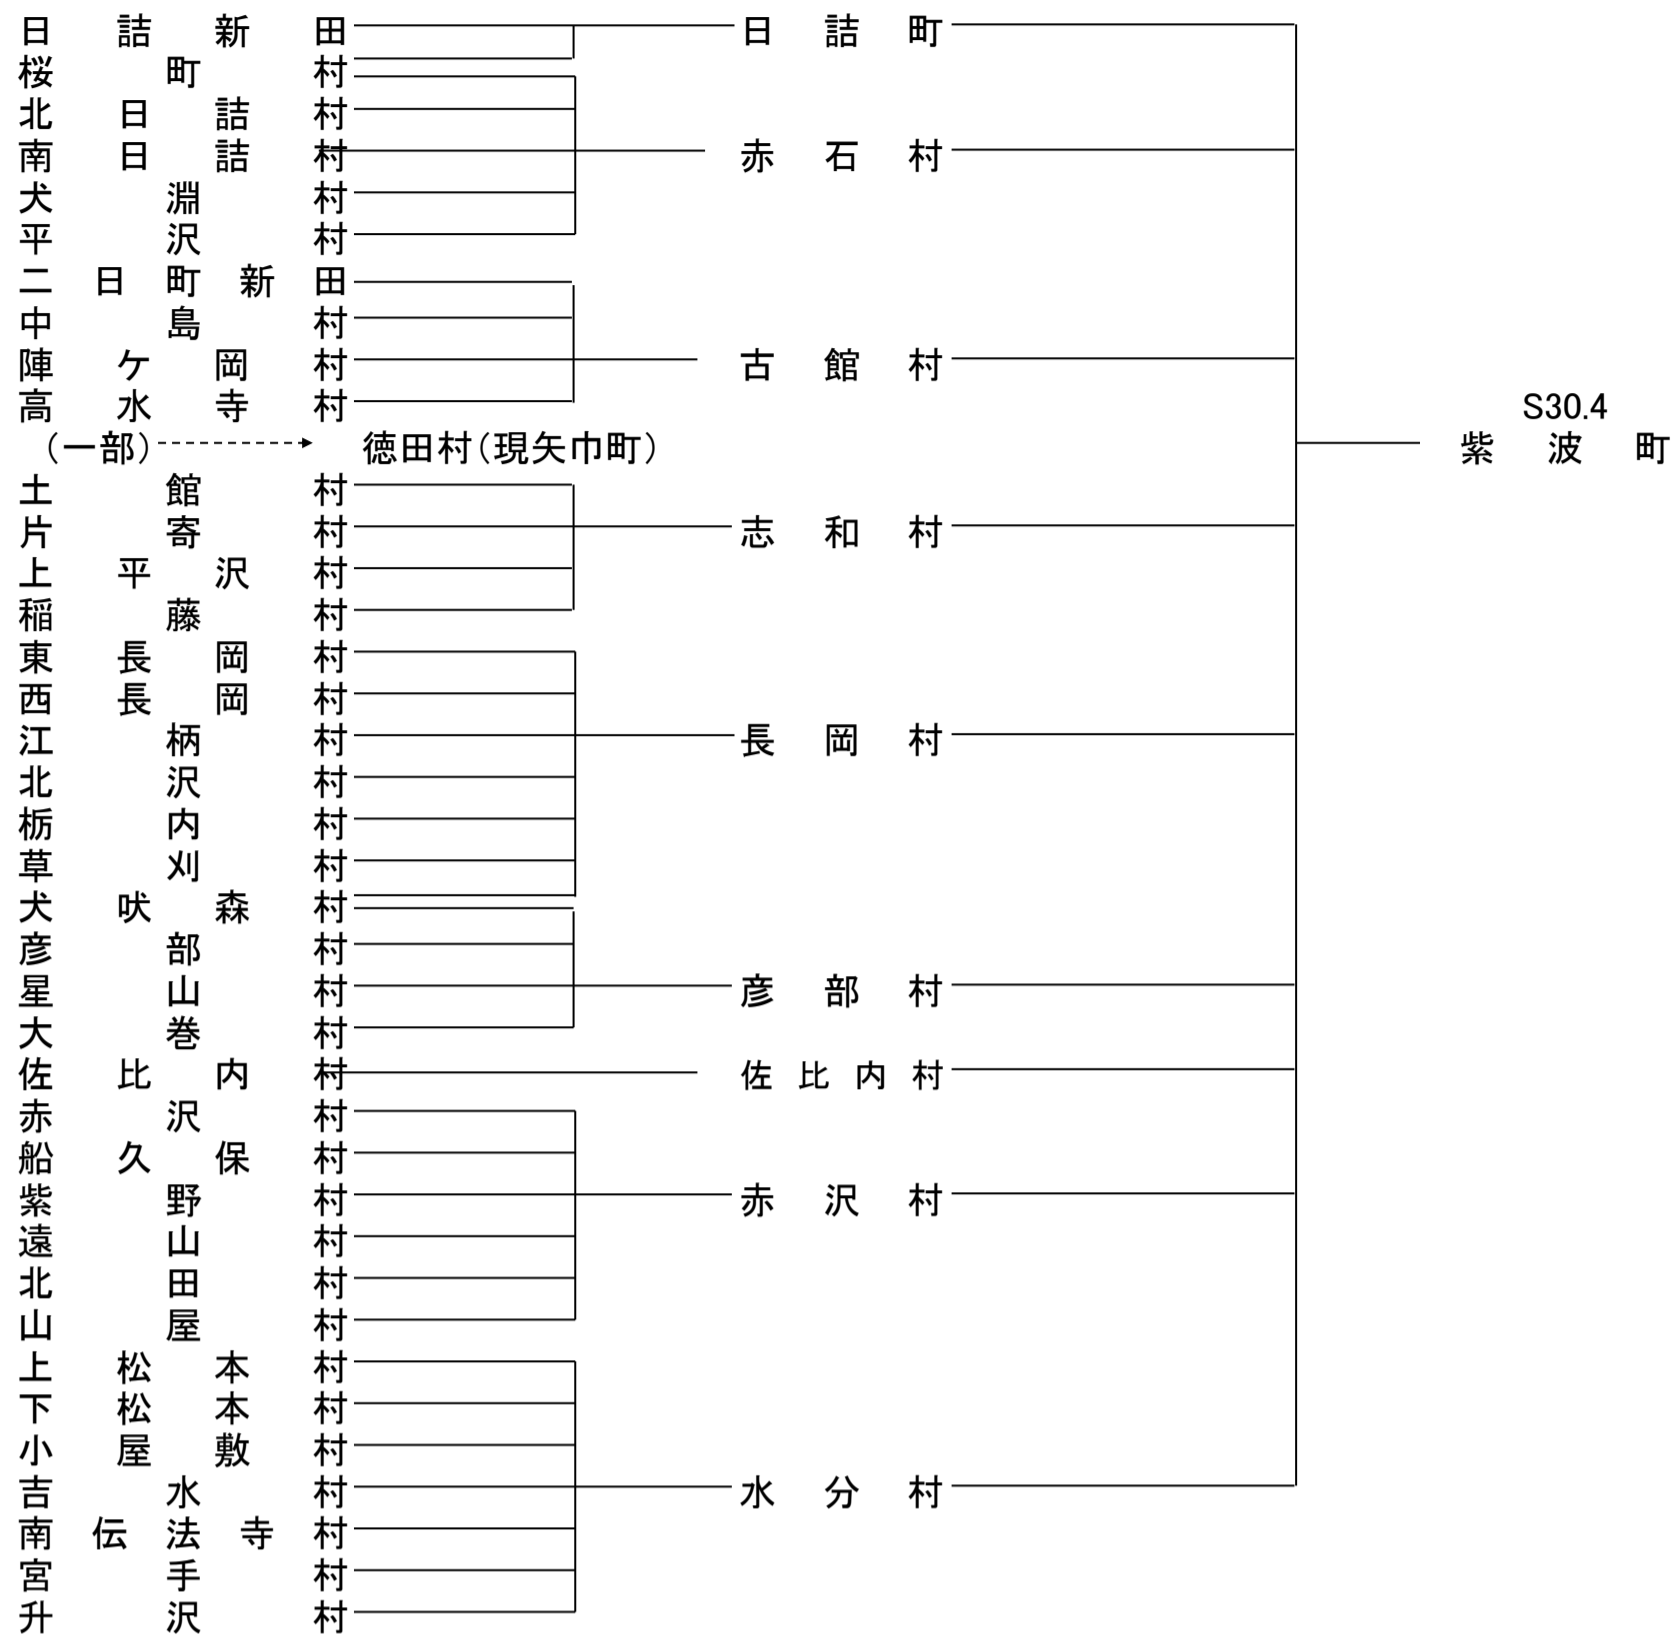 日詰新田 日詰町
桜町村
北日詰村
南日詰村 赤石村
犬淵村
平沢村
二日町新田
中島村
陣ケ岡村 古館村
高水寺村 S30.4
(一部) 徳田村(現矢巾町) 紫波町
土館村
片寄村 志和村
上平沢村
稲藤村
東長岡村
西長岡村
江柄村 長岡村
北沢村
栃内村
草刈村
犬吠森村
彦部村
星山村 彦部村
大巻村
佐比内村 佐比内村
赤沢村
船久保村
紫野村 赤沢村
遠山村
北田村
山屋村
上松本村
下松本村
小屋敷村
吉水村 水分村
南伝法寺村
宮手村
升沢村